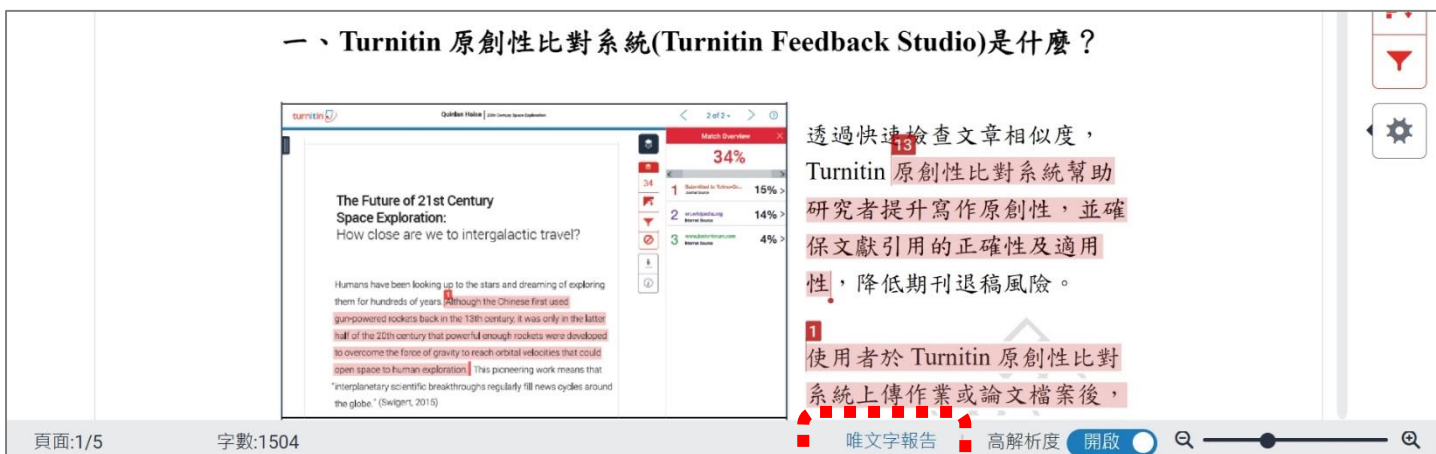 一、Turnitin 原創性比對系統(Turnitin Feedback Studio)是什麼？
turnitin
Quinlan Holse
2 of 2
Match Overview
34%
34
1
15%
2 en.wikipedia.org
Internet Source
14%
3
Internet Source
4%
The Future of 21st Century
Space Exploration:
How close are we to intergalactic travel?
Humans have been looking up to the stars and dreaming of exploring
them for hundreds of years. Although the Chinese first used
1
gun-powered rockets back in the 13th century, it was only in the latter
half of the 20th century that powerful enough rockets were developed
to overcome the force of gravity to reach orbital velocities that could
open space to human exploration. This pioneering work means that
"interplanetary scientific breakthroughs regularly fill news cycles around
the globe." (Swigert, 2015)
透過快速檢查文章相似度，
13
Turnitin 原創性比對系統幫助
研究者提升寫作原創性，並確
保文獻引用的正確性及適用
性，降低期刊退稿風險。
1
使用者於 Turnitin 原創性比對
系統上傳作業或論文檔案後，
頁面:1/5
字數:1504
唯文字報告
高解析度
開啟